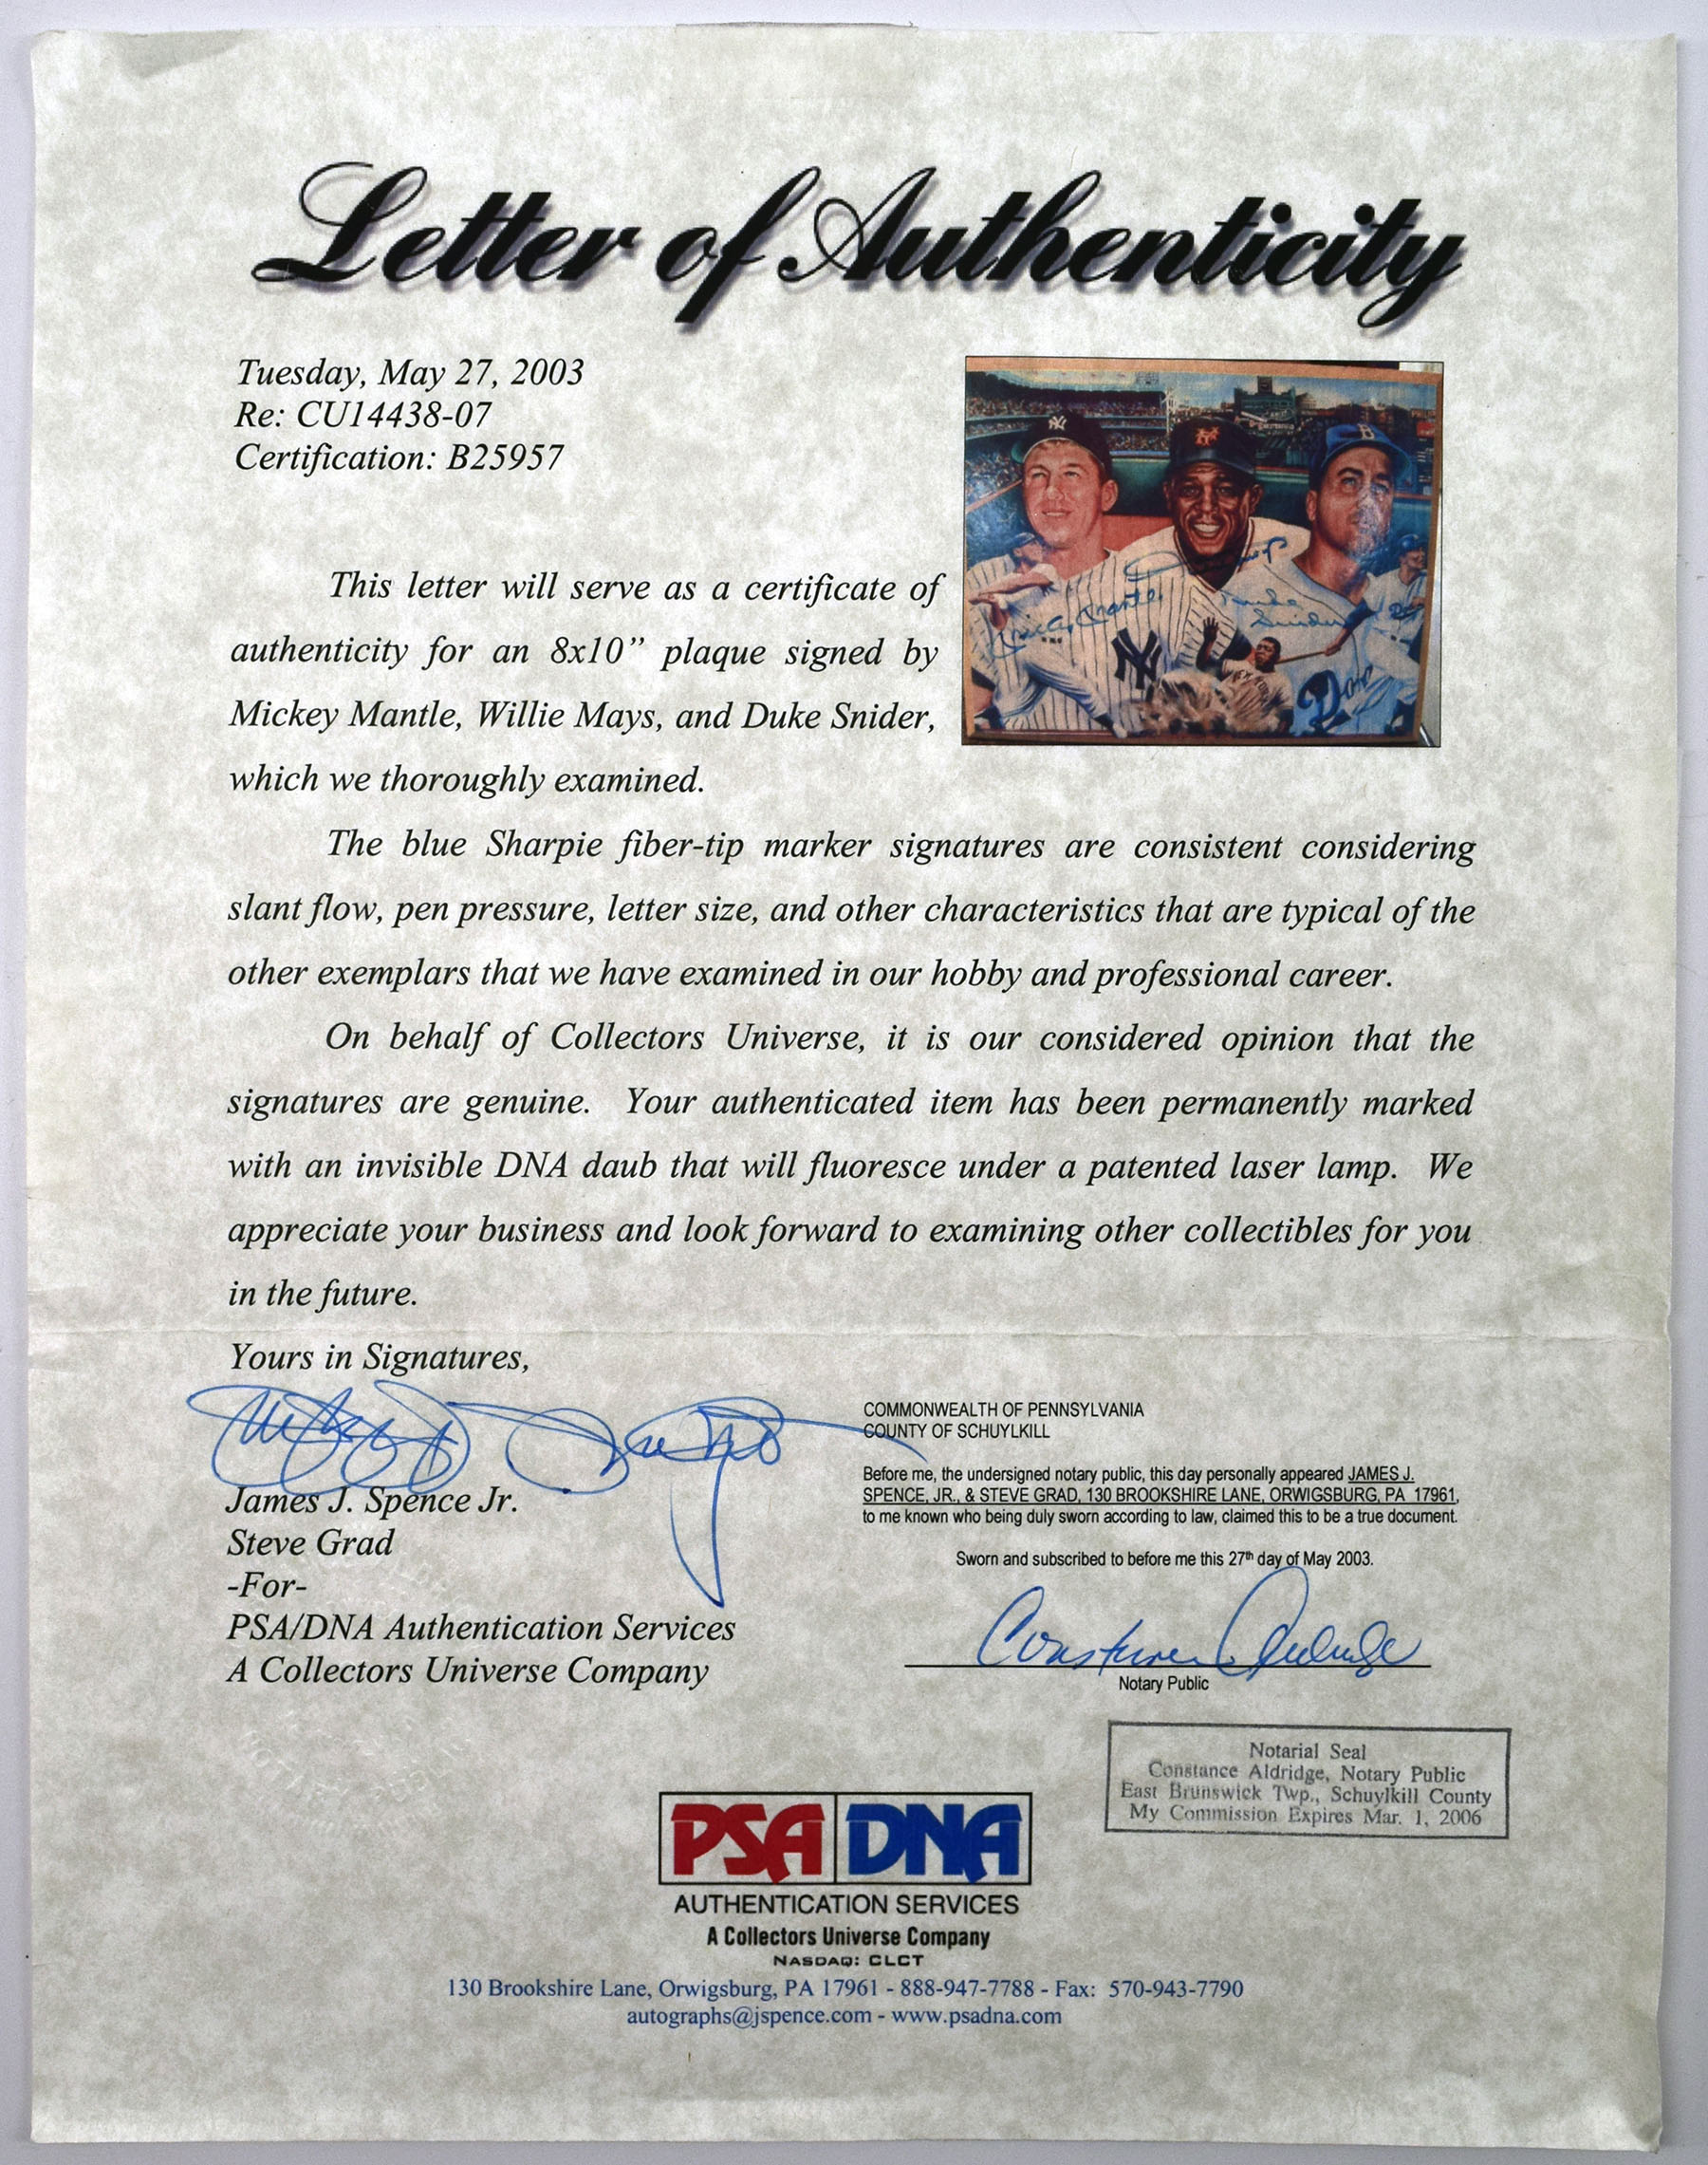 Letter of Authenticity
Tuesday, May 27, 2003
Re: CU14438-07
Certification: B25957
This letter will serve as a certificate of
authenticity for an 8x10” plaque signed by
Mickey Mantle, Willie Mays, and Duke Snider,
which we thoroughly examined.
NY
B
Mickey Mantle
Duke
Snider
NY
The blue Sharpie fiber-tip marker signatures are consistent considering
slant flow, pen pressure, letter size, and other characteristics that are typical of the
other exemplars that we have examined in our hobby and professional career.
On behalf of Collectors Universe, it is our considered opinion that the
signatures are genuine. Your authenticated item has been permanently marked
with an invisible DNA daub that will fluoresce under a patented laser lamp. We
appreciate your business and look forward to examining other collectibles for you
in the future.
Yours in Signatures,
James J. Spence Jr.
Steve Grad
-For-
PSA/DNA Authentication Services
A Collectors Universe Company
COMMONWEALTH OF PENNSYLVANIA
COUNTY OF SCHUYLKILL
Before me, the undersigned notary public, this day personally appeared JAMES J.
SPENCE, JR., & STEVE GRAD, 130 BROOKSHIRE LANE, ORWIGSBURG, PA 17961,
to me known who being duly sworn according to law, claimed this to be a true document.
Sworn and subscribed to before me this 27th day of May 2003.
Constance Aldridge
Notary Public
Notarial Seal
Constance Aldridge, Notary Public
East Brunswick Twp., Schuylkill County
My Commission Expires Mar. 1, 2006
PSA DNA
AUTHENTICATION SERVICES
A Collectors Universe Company
NASDAQ: CLCT
130 Brookshire Lane, Orwigsburg, PA 17961 - 888-947-7788 - Fax: 570-943-7790
autographs@jspence.com - www.psadna.com